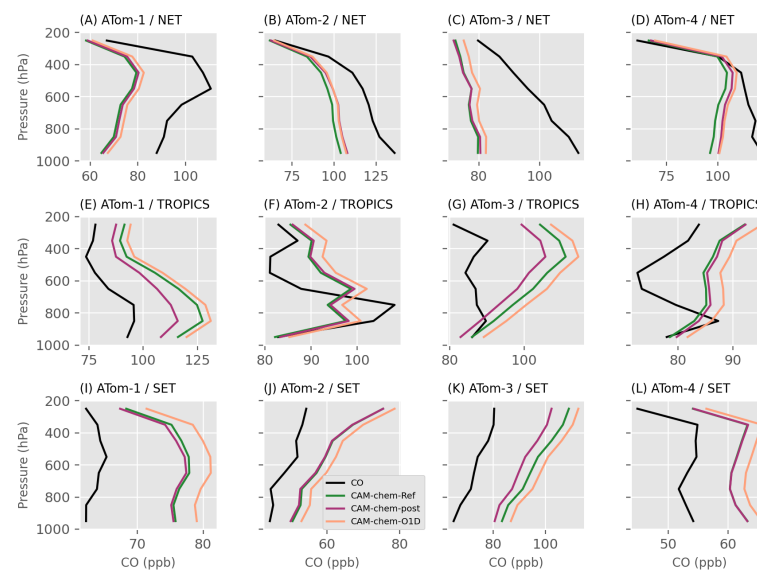 (A) ATom-1 / NET
(B) ATom-2 / NET
(C) ATom-3 / NET
(D) ATom-4 / NET
Pressure (hPa)
200
400
600
800
1000
60 80 100
75 100 125
80 100
75 100
(E) ATom-1 / TROPICS
(F) ATom-2 / TROPICS
(G) ATom-3 / TROPICS
(H) ATom-4 / TROPICS
Pressure (hPa)
200
400
600
800
1000
75 100 125
80 90 100
80 100
80 90
(I) ATom-1 / SET
(J) ATom-2 / SET
(K) ATom-3 / SET
(L) ATom-4 / SET
Pressure (hPa)
200
400
600
800
1000
CO
CAM-chem-Ref
CAM-chem-post
CAM-chem-O1D
70 80
60 80
80 100
50 60
CO (ppb)
CO (ppb)
CO (ppb)
CO (ppb)